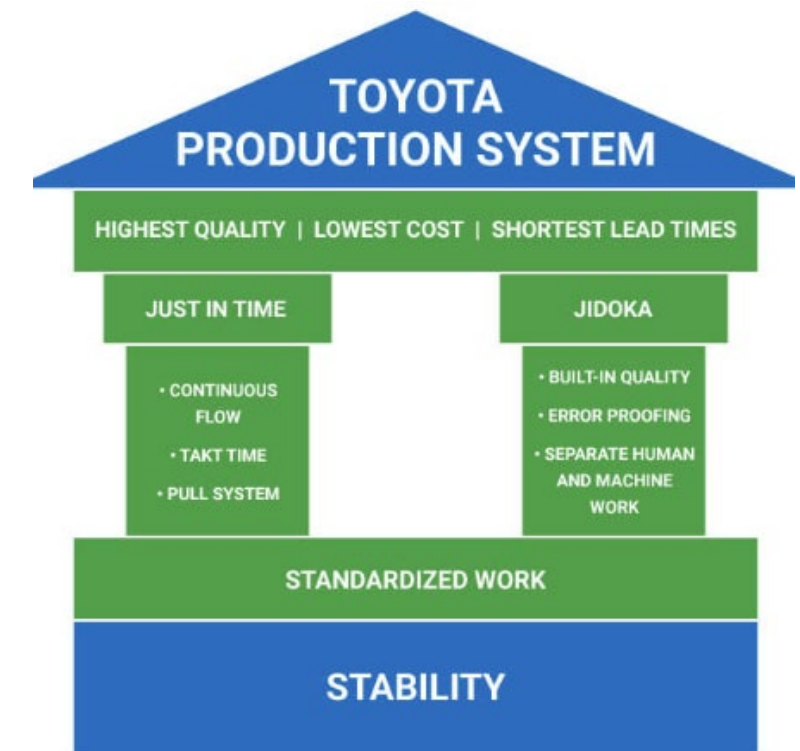 TOYOTA
PRODUCTION SYSTEM
HIGHEST QUALITY | LOWEST COST | SHORTEST LEAD TIMES
JUST IN TIME
• CONTINUOUS
FLOW
• TAKT TIME
• PULL SYSTEM
JIDOKA
• BUILT-IN QUALITY
• ERROR PROOFING
• SEPARATE HUMAN
AND MACHINE
WORK
STANDARDIZED WORK
STABILITY